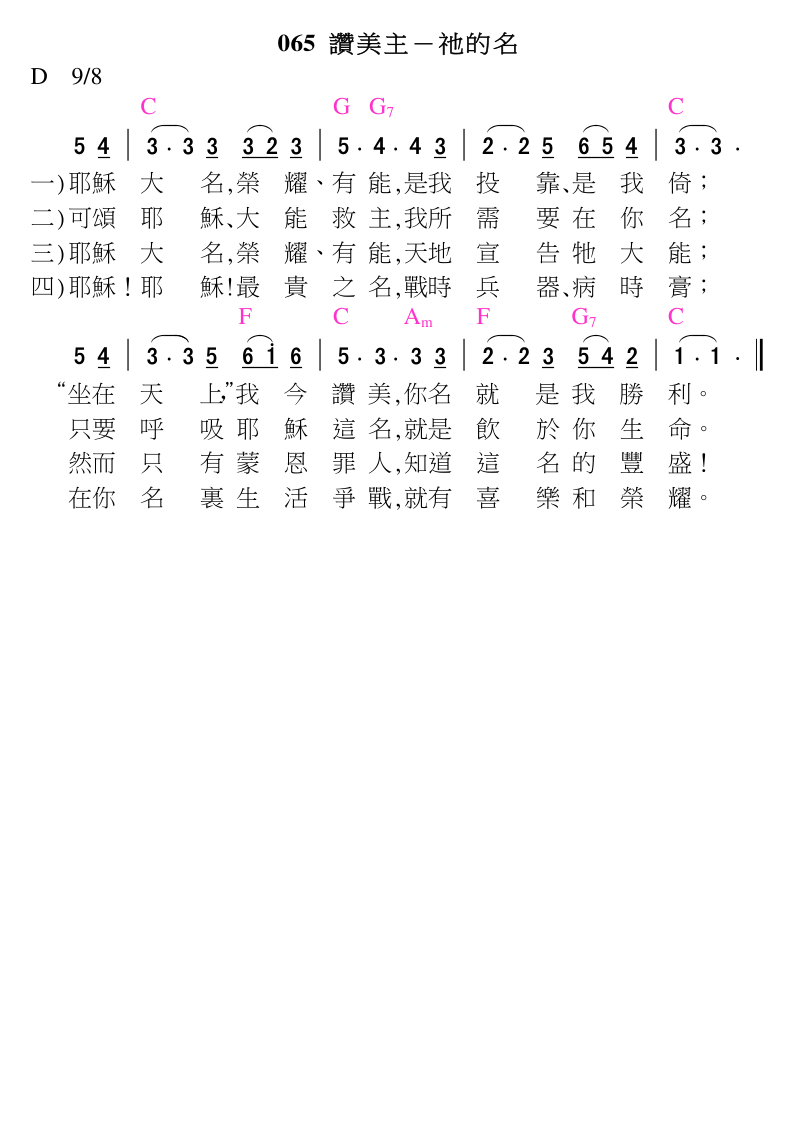 065 讚美主－祂的名
D 9/8
C G G7 C
5 4 | 3 · 3 3 3 2 3 | 5 · 4 · 4 3 | 2 · 2 5 6 5 4 | 3 · 3 ·
一)耶穌大名,榮耀、有能,是我投靠、是我倚；
二)可頌耶穌、大能救主,我所需要在你名；
三)耶穌大名,榮耀、有能,天地宣告牠大能；
四)耶穌！耶穌!最貴之名,戰時兵器、病時膏；
F C Am F G7 C
5 4 | 3 · 3 5 6 i 6 | 5 · 3 · 3 3 | 2 · 2 3 5 4 2 | 1 · 1 · ‖
“坐在天上,”我今讚美,你名就是我勝利。
只要呼吸耶穌這名,就是飲於你生命。
然而只有蒙恩罪人,知道這名的豐盛！
在你名裏生活爭戰,就有喜樂和榮耀。